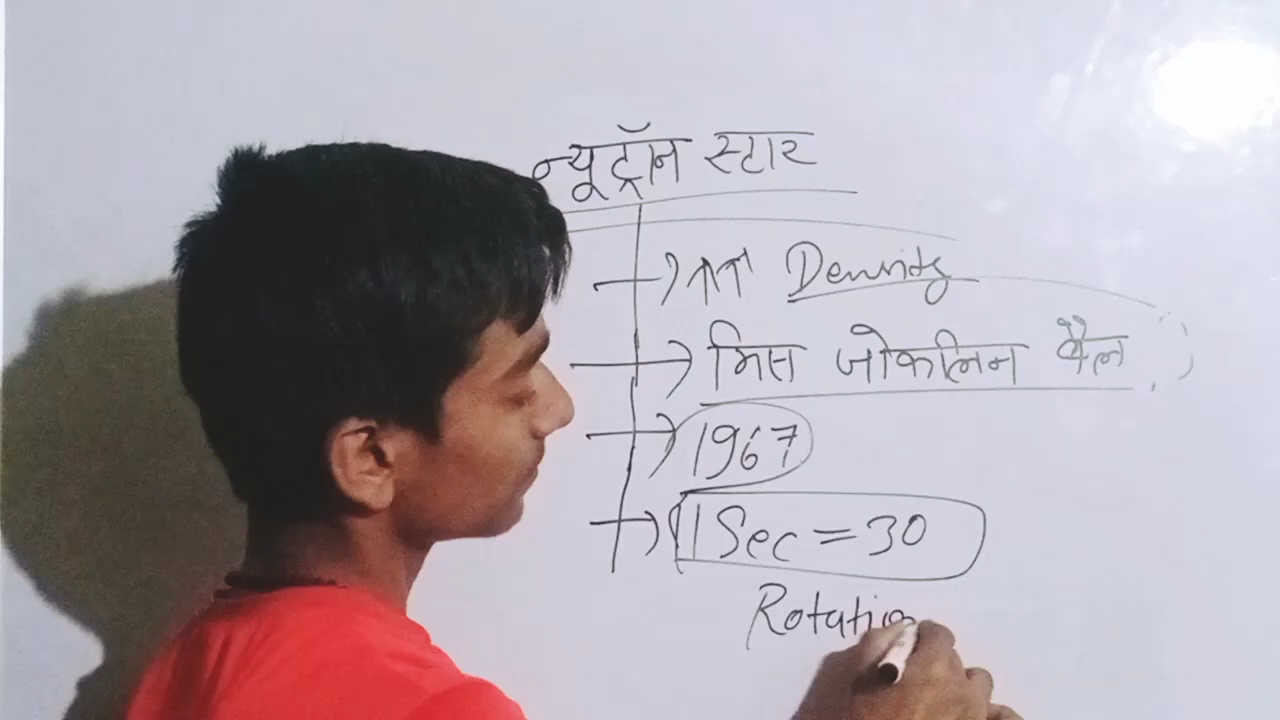 न्यूट्रॉन स्टार
→ ↑↑ Density
→ मिस जोकलिन बैल
→ 1967
→ 1 Sec = 30
Rotatio